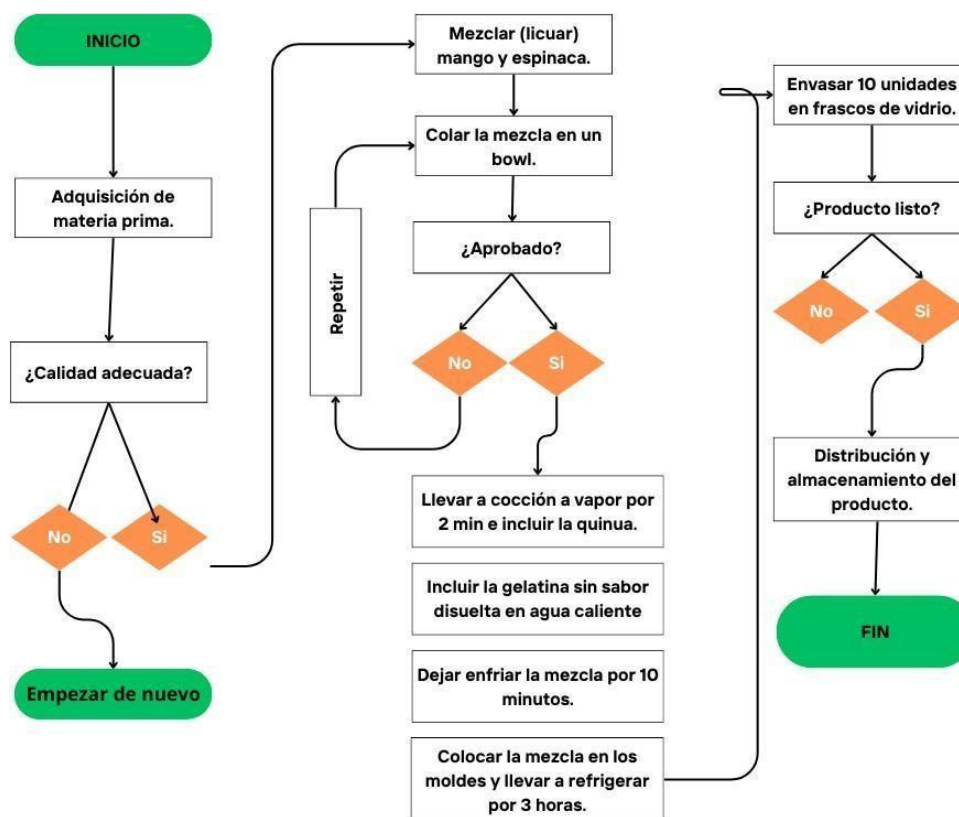 INICIO
Adquisición de
materia prima.
¿Calidad adecuada?
No
Si
Empezar de nuevo
Mezclar (licuar)
mango y espinaca.
Colar la mezcla en un
bowl.
¿Aprobado?
Repetir
No
Si
Llevar a cocción a vapor por
2 min e incluir la quinua.
Incluir la gelatina sin sabor
disuelta en agua caliente
Dejar enfriar la mezcla por 10
minutos.
Colocar la mezcla en los
moldes y llevar a refrigerar
por 3 horas.
Envasar 10 unidades
en frascos de vidrio.
¿Producto listo?
No
Si
Distribución y
almacenamiento del
producto.
FIN